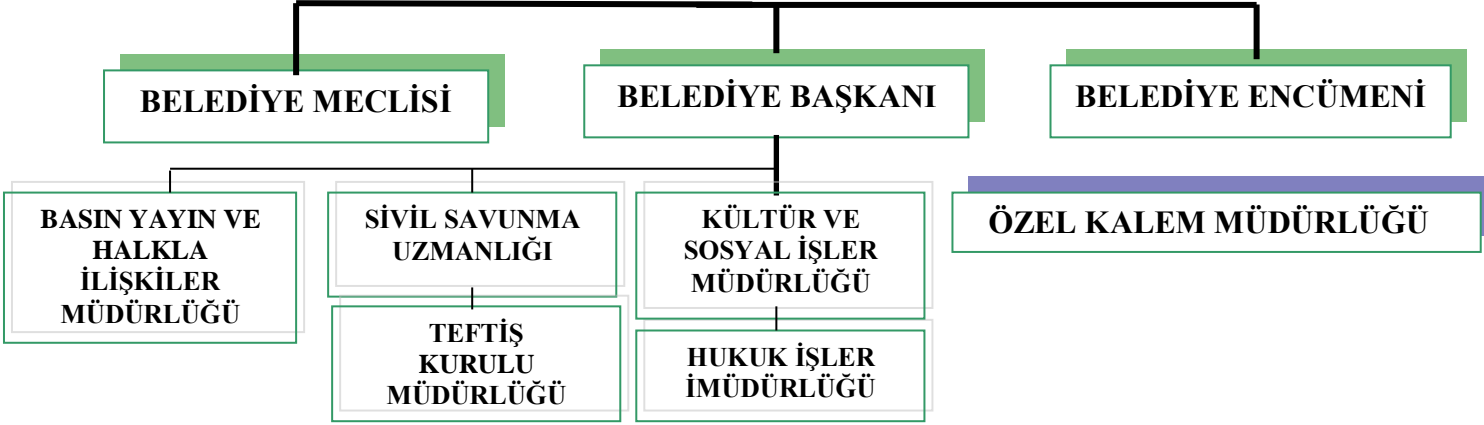 BELEDİYE MECLİSİ
BELEDİYE BAŞKANI
BELEDİYE ENCÜMENİ
BASIN YAYIN VE
HALKLA
İLİŞKİLER
MÜDÜRLÜĞÜ
SİVİL SAVUNMA
UZMANLIĞI
KÜLTÜR VE
SOSYAL İŞLER
MÜDÜRLÜĞÜ
ÖZEL KALEM MÜDÜRLÜĞÜ
TEFTİŞ
KURULU
MÜDÜRLÜĞÜ
HUKUK İŞLER
İMÜDÜRLÜĞÜ